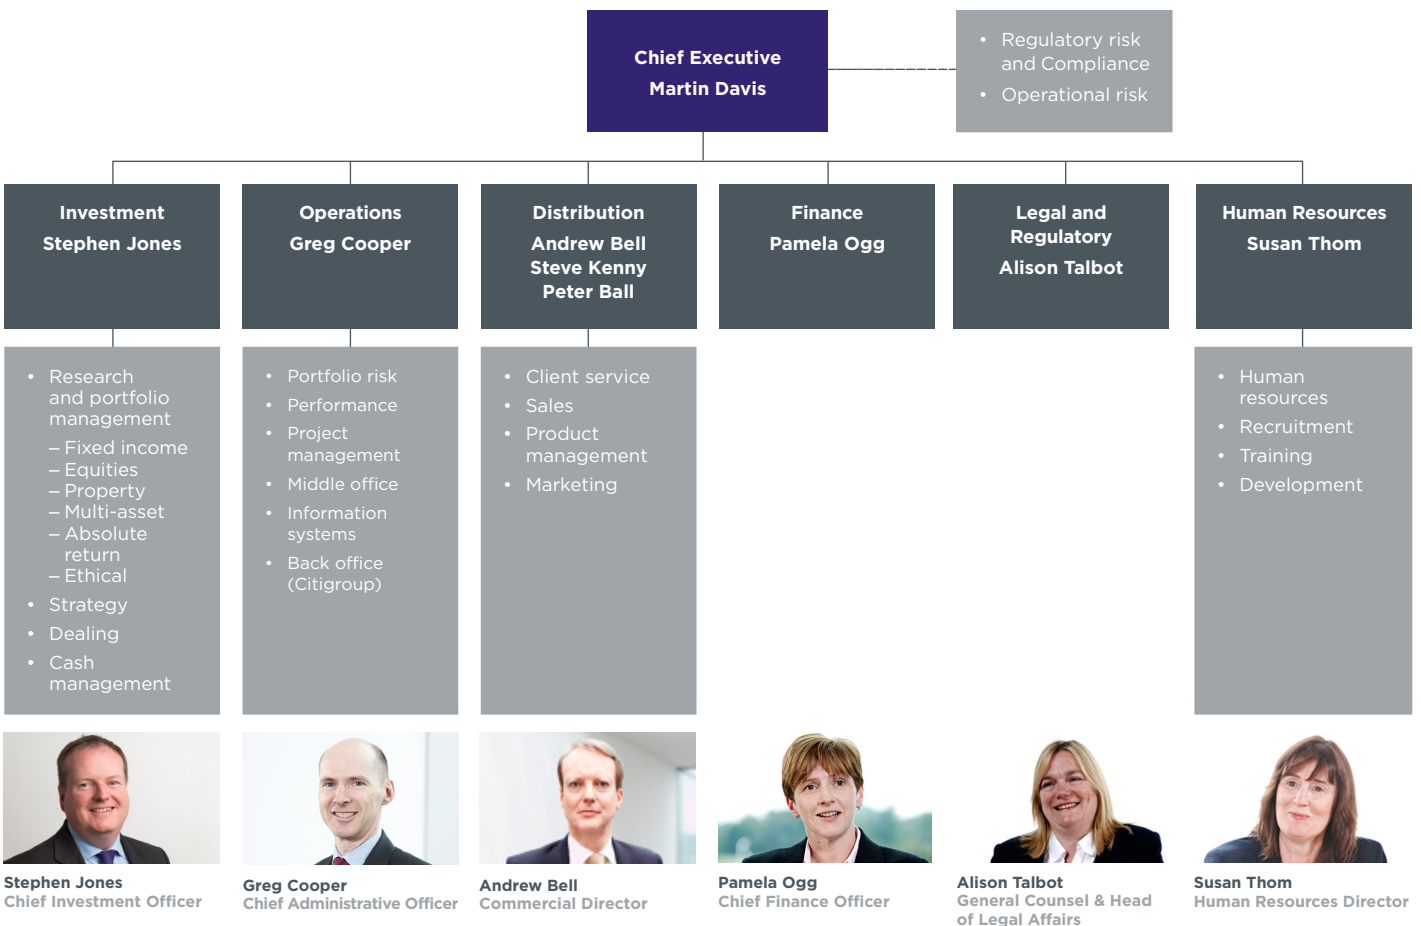 Chief Executive
Martin Davis
• Regulatory risk
and Compliance
• Operational risk
Investment
Stephen Jones
Operations
Greg Cooper
Distribution
Andrew Bell
Steve Kenny
Peter Ball
Finance
Pamela Ogg
Legal and
Regulatory
Alison Talbot
Human Resources
Susan Thom
• Research
and portfolio
management
– Fixed income
– Equities
– Property
– Multi-asset
– Absolute
return
– Ethical
• Strategy
• Dealing
• Cash
management
• Portfolio risk
• Performance
• Project
management
• Middle office
• Information
systems
• Back office
(Citigroup)
• Client service
• Sales
• Product
management
• Marketing
• Human
resources
• Recruitment
• Training
• Development
Stephen Jones
Chief Investment Officer
Greg Cooper
Chief Administrative Officer
Andrew Bell
Commercial Director
Pamela Ogg
Chief Finance Officer
Alison Talbot
General Counsel & Head
of Legal Affairs
Susan Thom
Human Resources Director